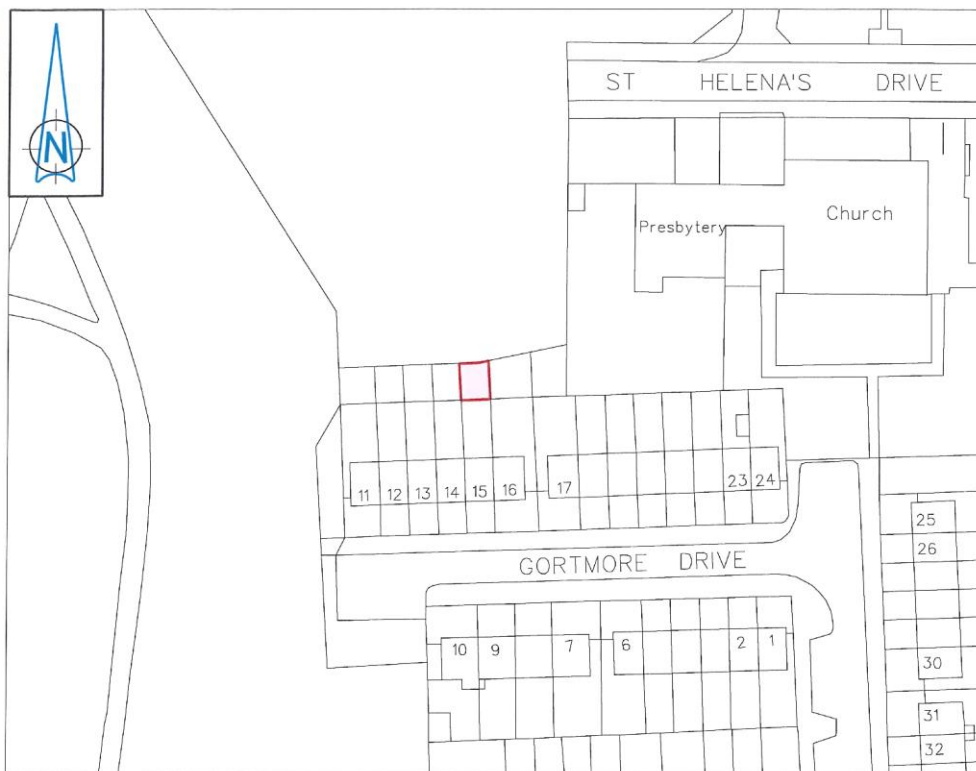 N
ST HELENA'S DRIVE
Presbytery
Church
11 12 13 14 15 16 17 23 24
25
26
GORTMORE DRIVE
10 9 7 6 2 1
30
31
32